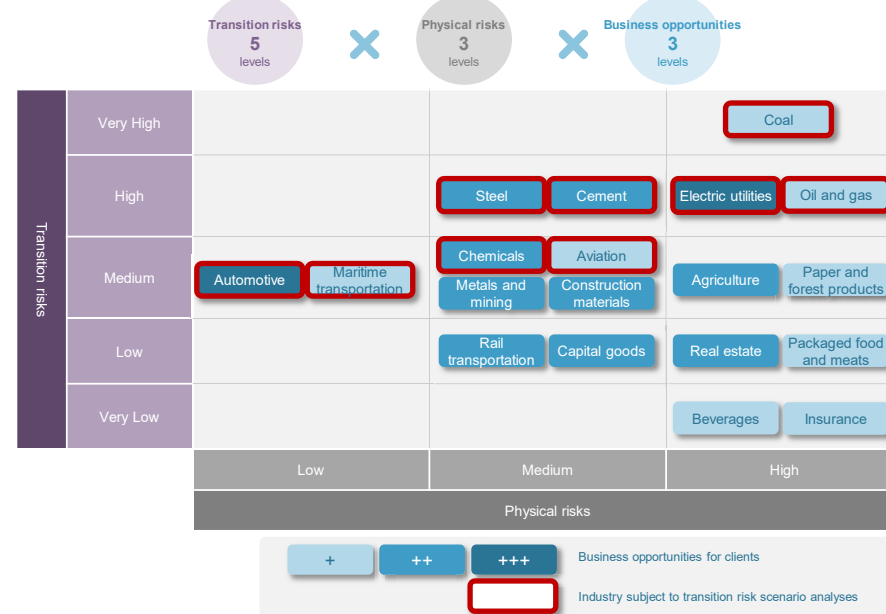 Transition risks
5
levels
Physical risks
3
levels
Business opportunities
3
levels
Transition risks
Very High
Coal
High
Steel
Cement
Electric utilities
Oil and gas
Medium
Automotive
Maritime
transportation
Chemicals
Aviation
Metals and
mining
Construction
materials
Agriculture
Paper and
forest products
Low
Rail
transportation
Capital goods
Real estate
Packaged food
and meats
Very Low
Beverages
Insurance
Low
Medium
High
Physical risks
+
++
+++
Business opportunities for clients
Industry subject to transition risk scenario analyses